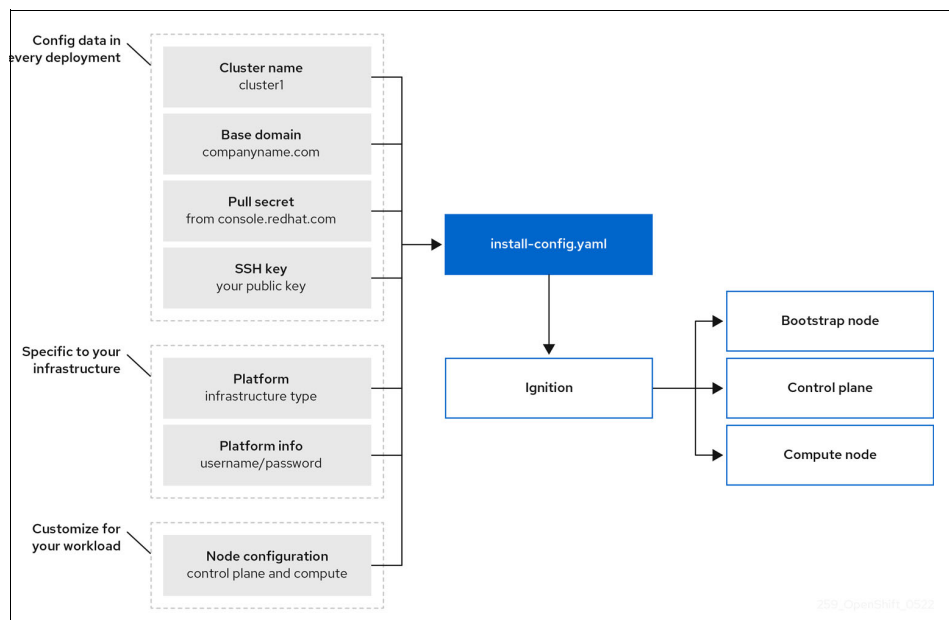 Config data in
every deployment
Cluster name
cluster1
Base domain
companyname.com
Pull secret
from console.redhat.com
SSH key
your public key
Specific to your
infrastructure
Platform
infrastructure type
Platform info
username/password
Customize for
your workload
Node configuration
control plane and compute
install-config.yaml
Ignition
Bootstrap node
Control plane
Compute node
259_OpenShift_0522